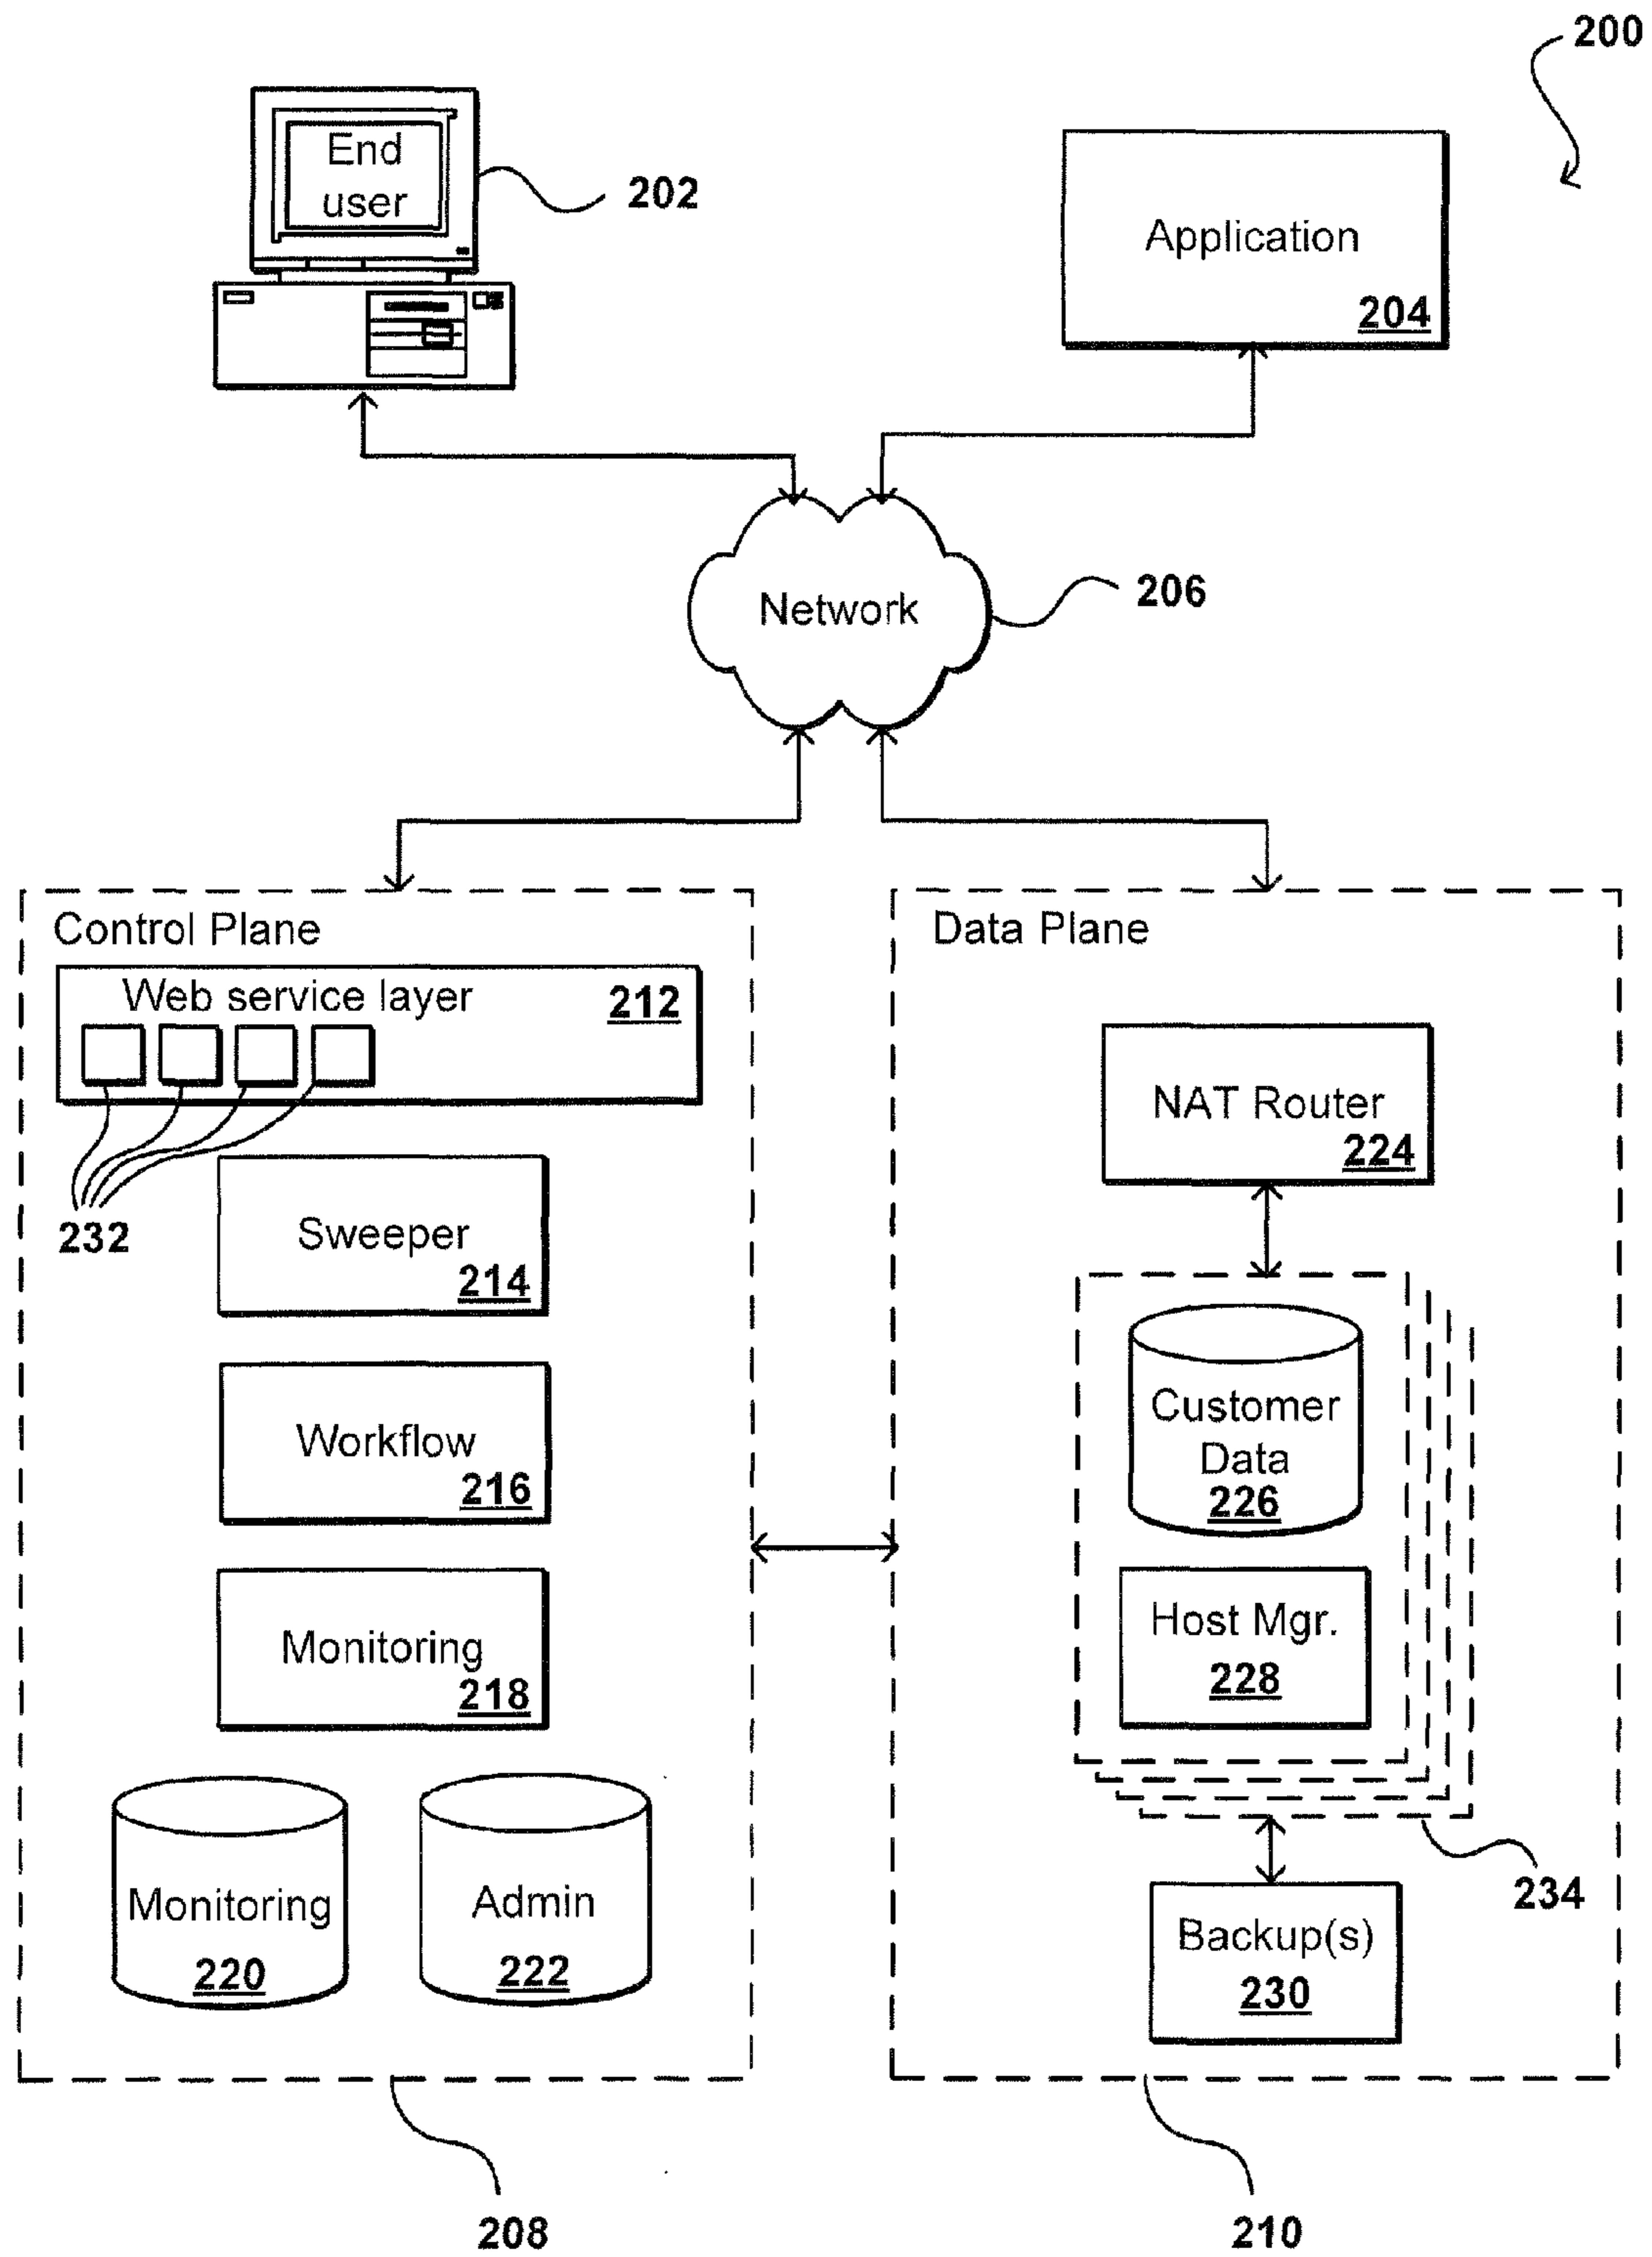 200
End
user
202
Application
204
Network
206
Control Plane
Web service layer
212
232
Sweeper
214
Workflow
216
Monitoring
218
Monitoring
220
Admin
222
208
Data Plane
NAT Router
224
Customer
Data
226
Host Mgr.
228
234
Backup(s)
230
210